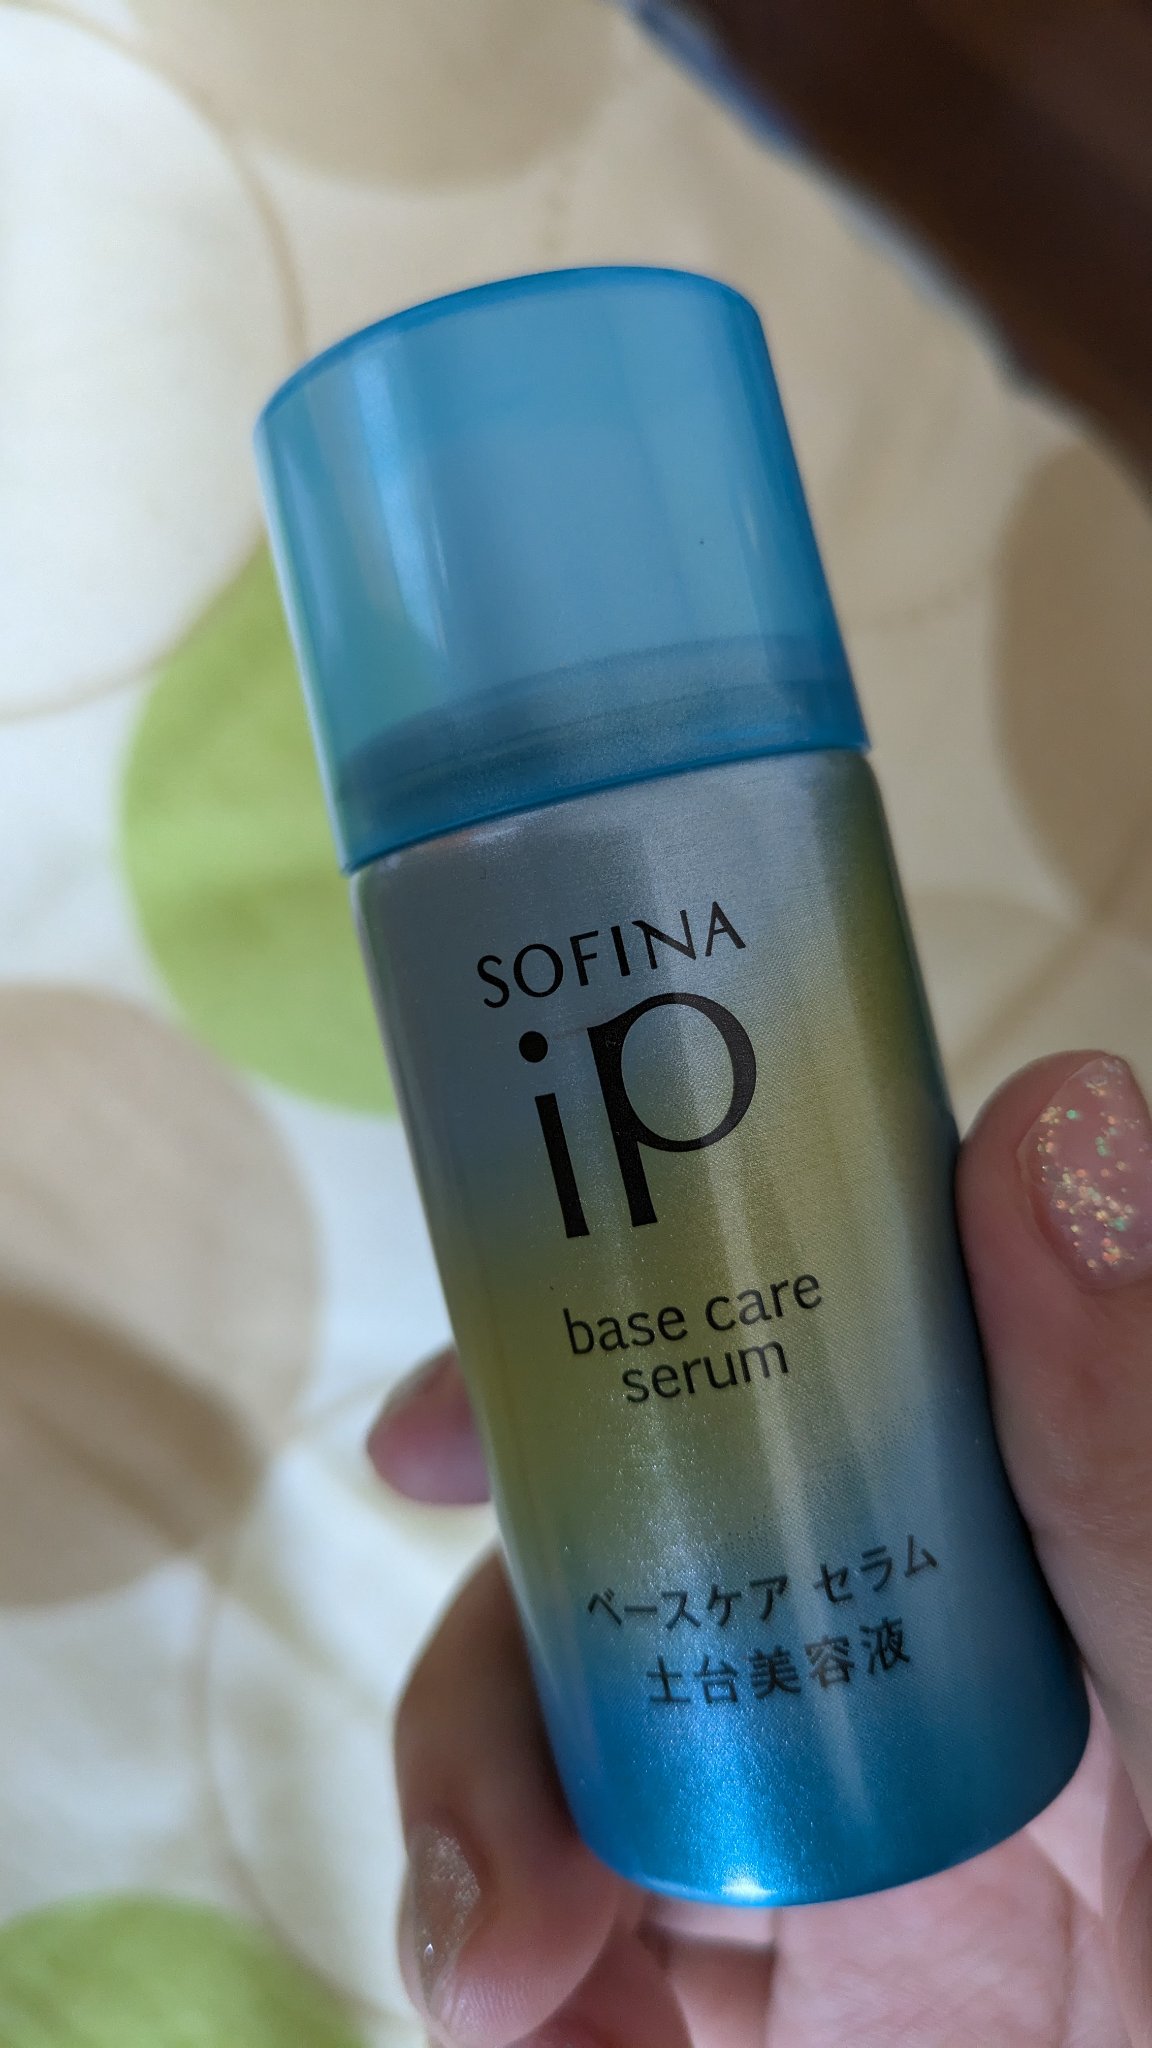 SOFINA
iP
base care
serum
ベースケア セラム
土台美容液